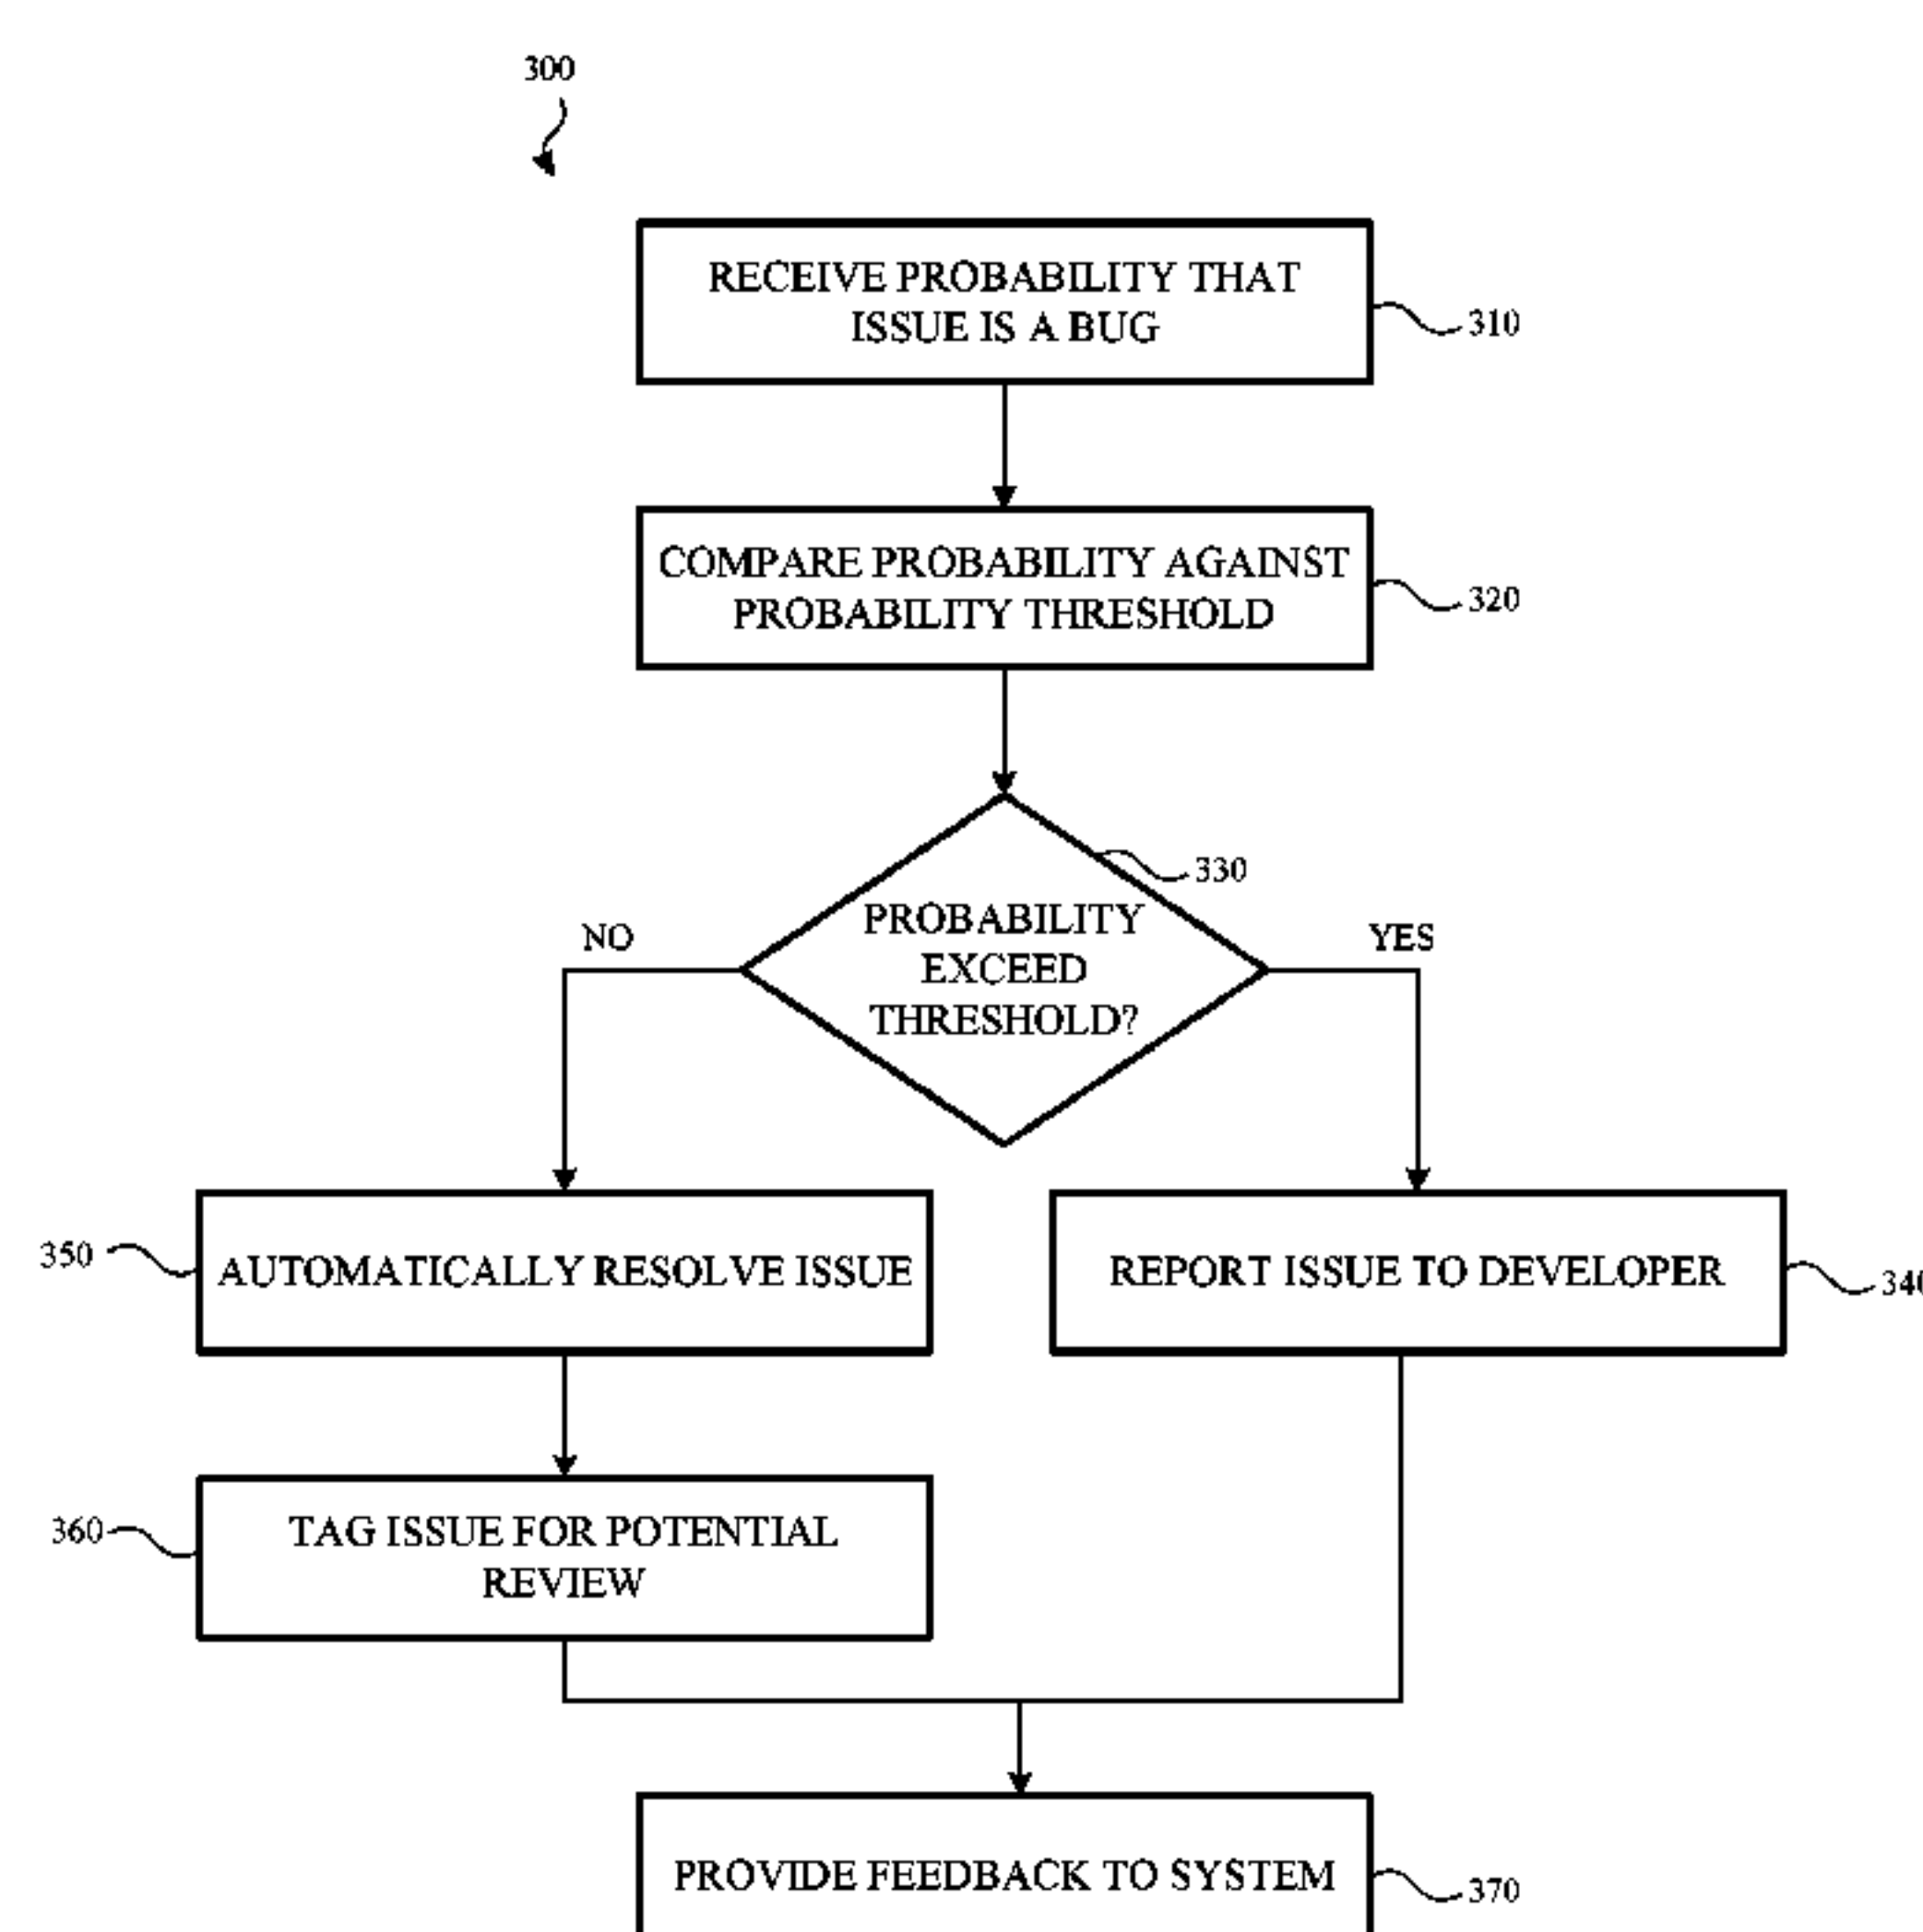 300
RECEIVE PROBABILITY THAT
ISSUE IS A BUG
310
COMPARE PROBABILITY AGAINST
PROBABILITY THRESHOLD
320
330
PROBABILITY
EXCEED
THRESHOLD?
NO
YES
350
AUTOMATICALLY RESOLVE ISSUE
REPORT ISSUE TO DEVELOPER
340
360
TAG ISSUE FOR POTENTIAL
REVIEW
PROVIDE FEEDBACK TO SYSTEM
370